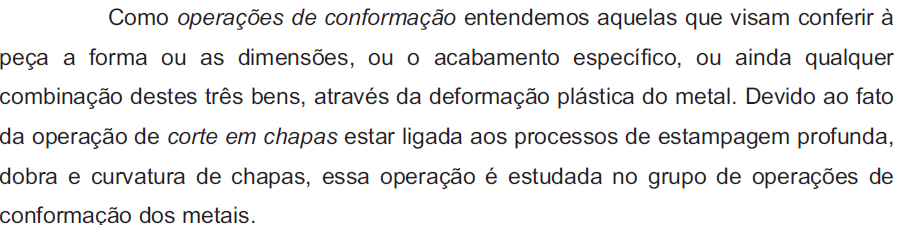 Como operações de conformação entendemos aquelas que visam conferir à
peça a forma ou as dimensões, ou o acabamento específico, ou ainda qualquer
combinação destes três bens, através da deformação plástica do metal. Devido ao fato
da operação de corte em chapas estar ligada aos processos de estampagem profunda,
dobra e curvatura de chapas, essa operação é estudada no grupo de operações de
conformação dos metais.